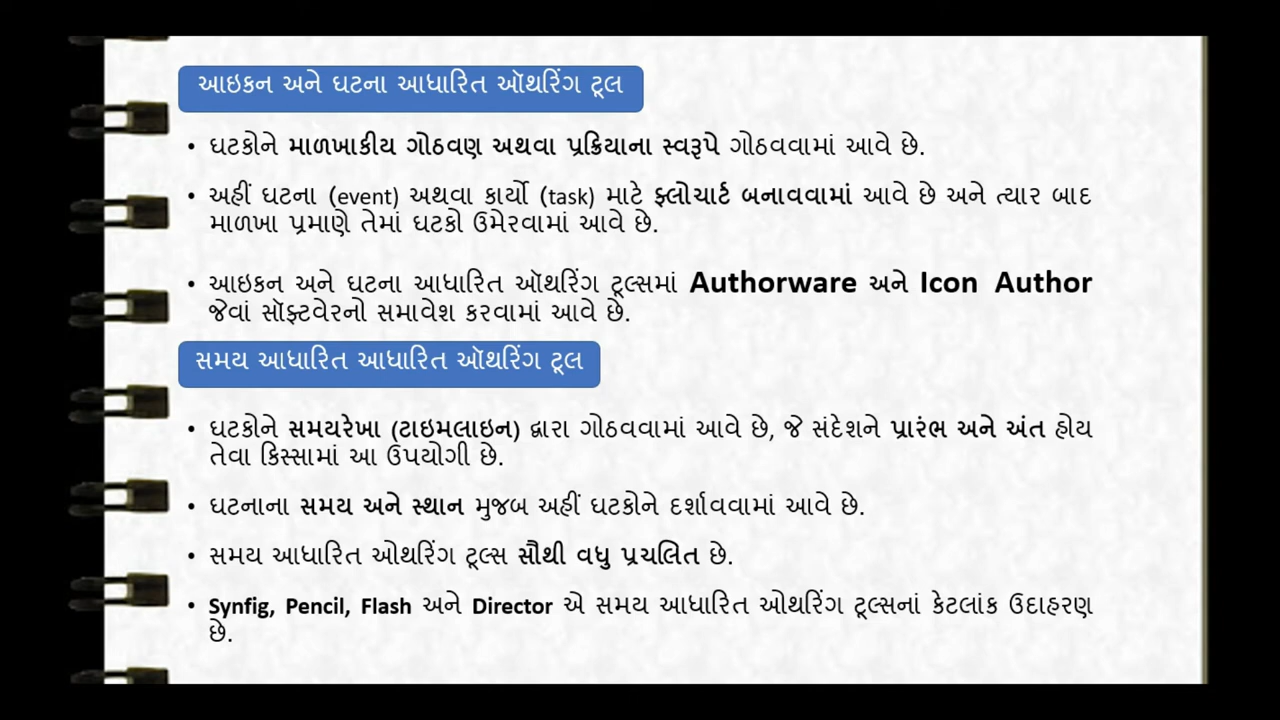 આઇકન અને ઘટના આધારિત ઑથરિંગ ટૂલ
• ઘટકોને માળખાકીય ગોઠવણ અથવા પ્રક્રિયાના સ્વરૂપે ગોઠવવામાં આવે છે.
• અહીં ઘટના (event) અથવા કાર્યો (task) માટે ફ્લોચાર્ટ બનાવવામાં આવે છે અને ત્યાર બાદ
માળખા પ્રમાણે તેમાં ઘટકો ઉમેરવામાં આવે છે.
• આઇકન અને ઘટના આધારિત ઑથરિંગ ટૂલ્સમાં Authorware અને Icon Author
જેવાં સૉફ્ટવેરનો સમાવેશ કરવામાં આવે છે.
સમય આધારિત આધારિત ઑથરિંગ ટૂલ
• ઘટકોને સમયરેખા (ટાઇમલાઇન) દ્વારા ગોઠવવામાં આવે છે, જે સંદેશને પ્રારંભ અને અંત હોય
તેવા કિસ્સામાં આ ઉપયોગી છે.
• ઘટનાના સમય અને સ્થાન મુજબ અહીં ઘટકોને દર્શાવવામાં આવે છે.
• સમય આધારિત ઓથરિંગ ટૂલ્સ સૌથી વધુ પ્રચલિત છે.
• Synfig, Pencil, Flash અને Director એ સમય આધારિત ઓથરિંગ ટૂલ્સનાં કેટલાંક ઉદાહરણ
છે.